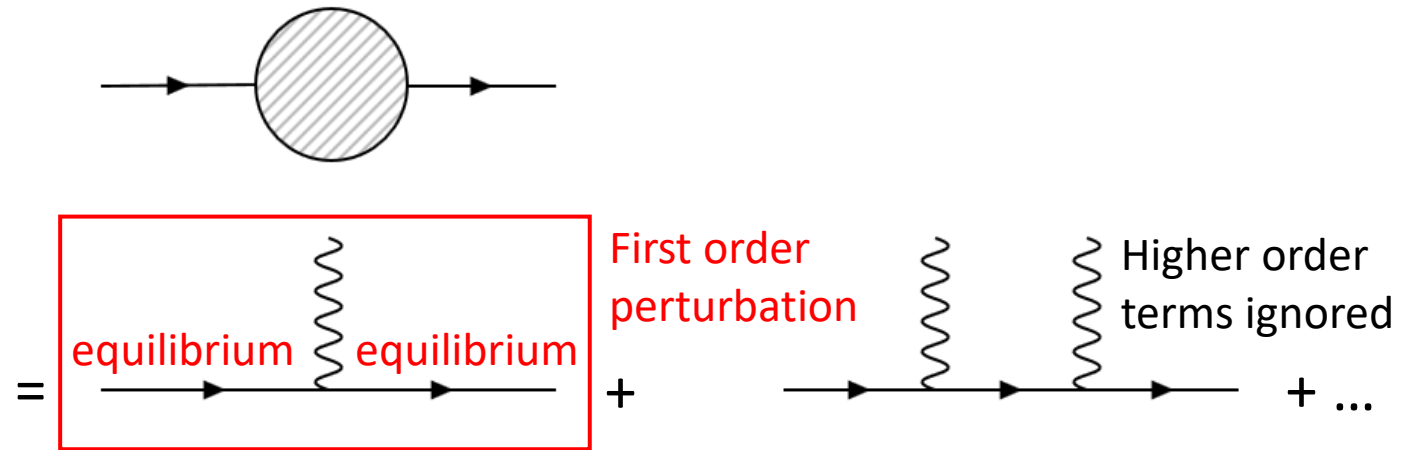 First order
perturbation
Higher order
terms ignored
equilibrium equilibrium
= + + ...